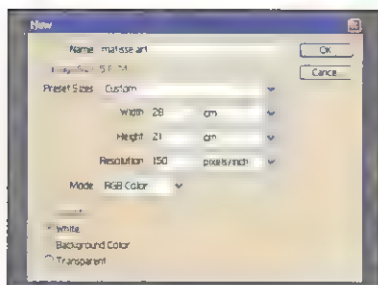 New
Name matisse art
OK
Cancel
Preset Sizes Custom
Width 28 cm
Height 21 cm
Resolution 150 pixels/inch
Mode RGB Color
White
Background Color
Transparent